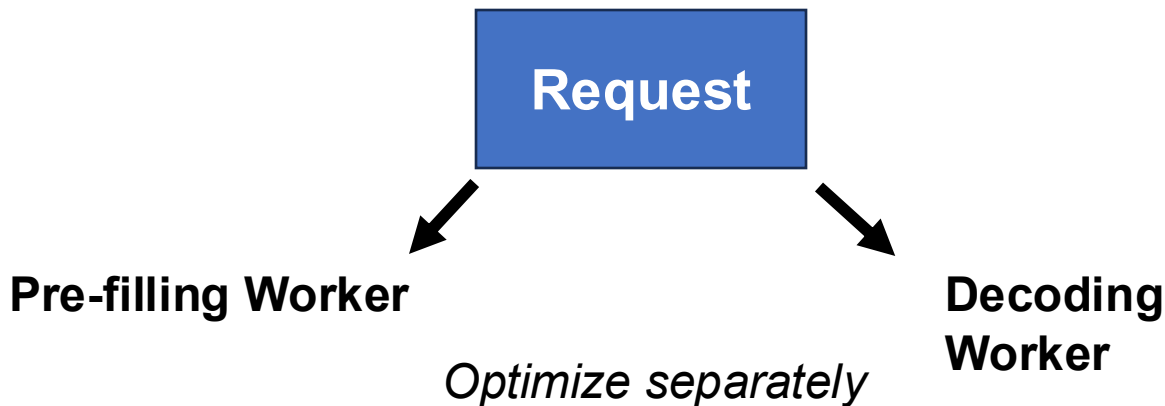 Request
Pre-filling Worker
Decoding
Worker
Optimize separately